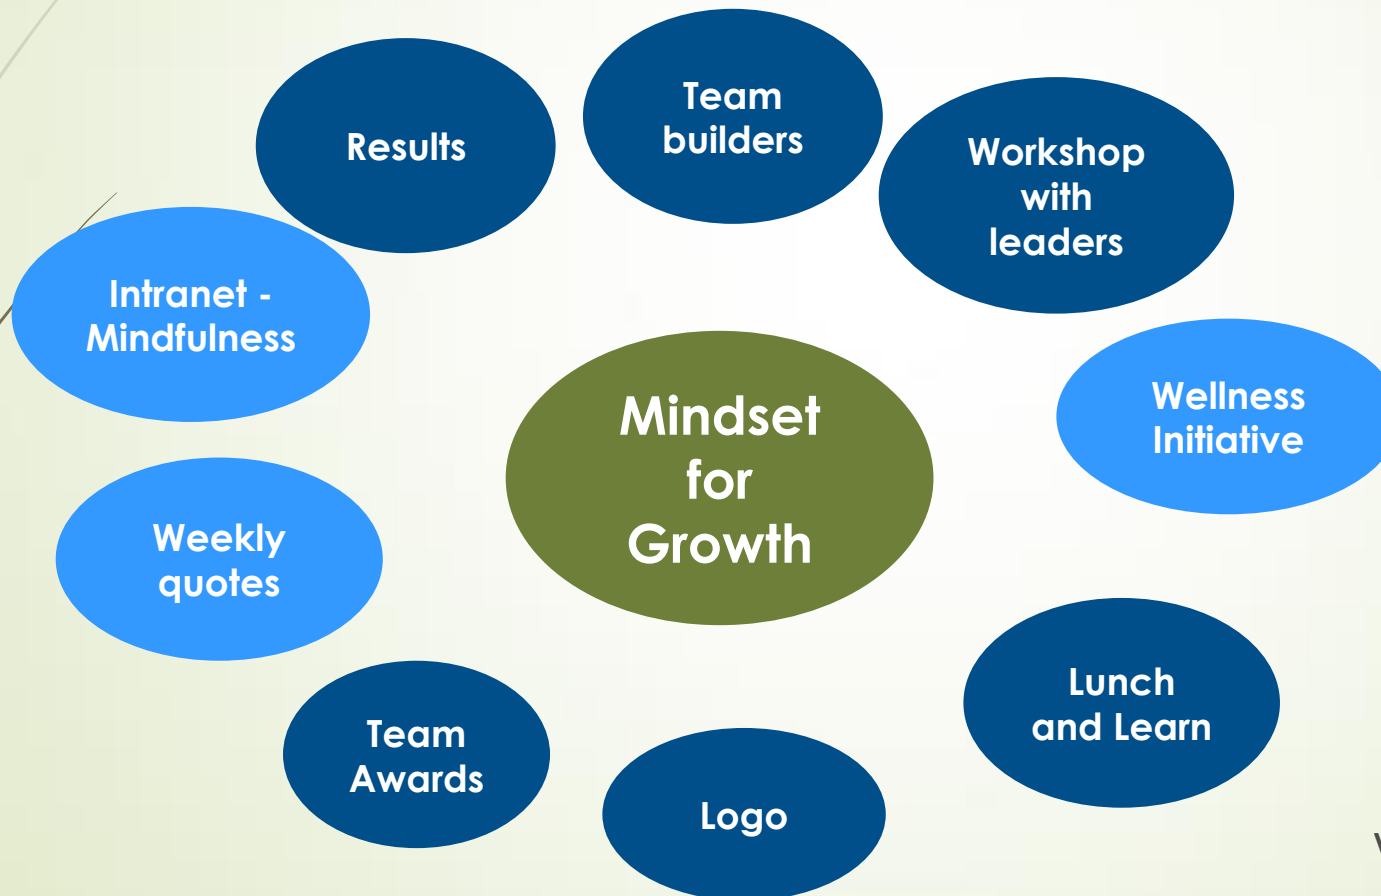 Team
builders
Results
Workshop
with
leaders
Intranet -
Mindfulness
Wellness
Initiative
Mindset
for
Growth
Weekly
quotes
Lunch
and Learn
Team
Awards
Logo